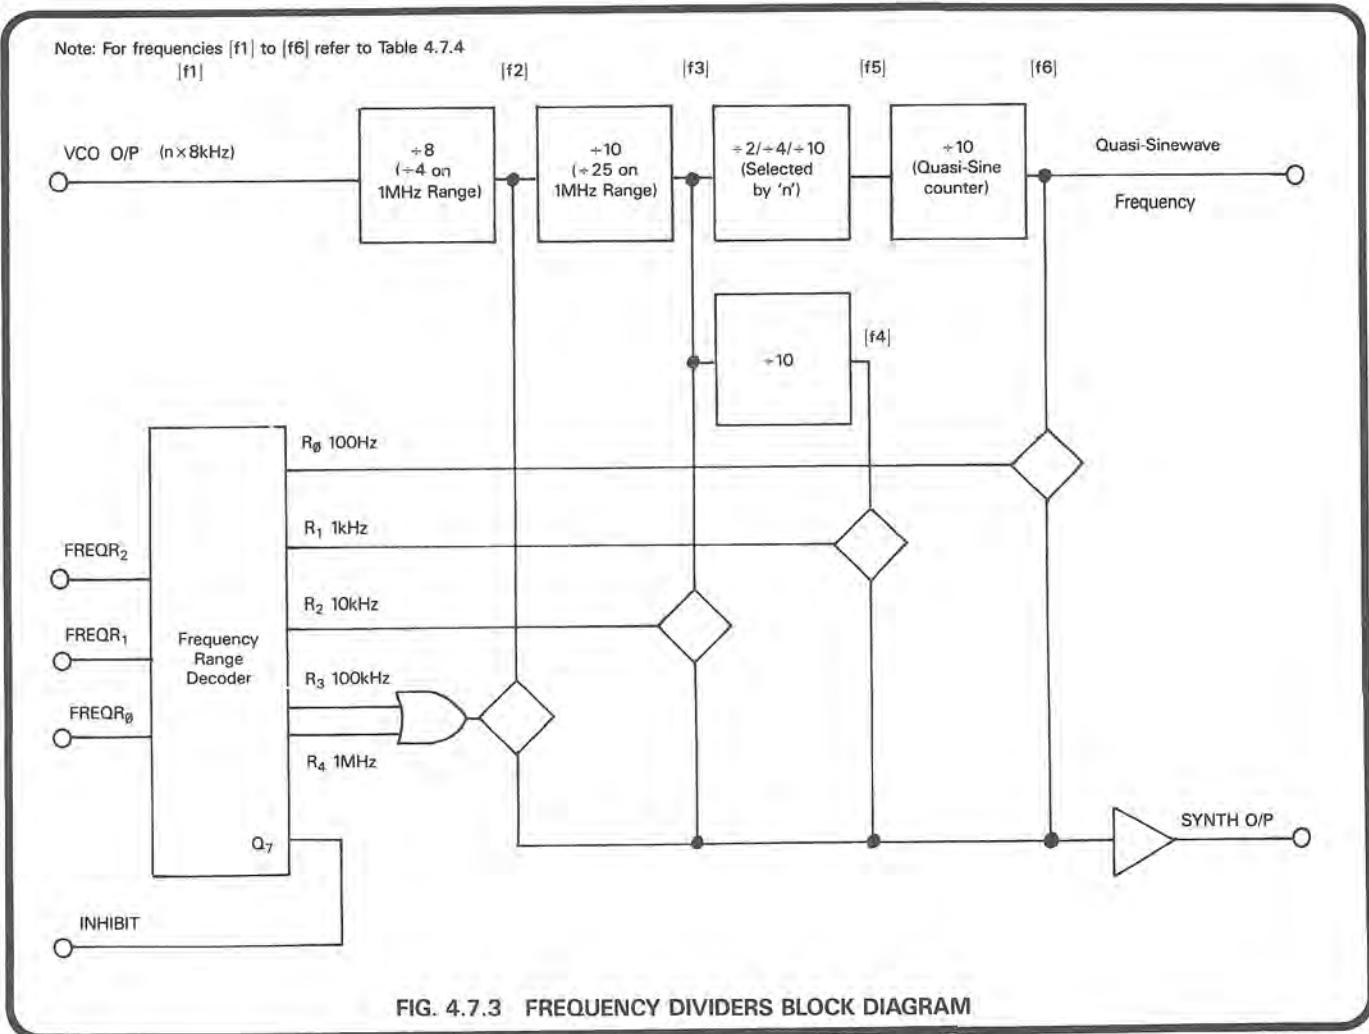 Note: For frequencies [f1] to [f6] refer to Table 4.7.4
[f1]
[f2]
[f3]
[f5]
[f6]
VCO O/P (n×8kHz)
÷8
(÷4 on
1MHz Range)
÷10
(÷25 on
1MHz Range)
÷2/÷4/÷10
(Selected
by 'n')
÷10
(Quasi-Sine
counter)
Quasi-Sinewave
Frequency
÷10
[f4]
R∅ 100Hz
R₁ 1kHz
R₂ 10kHz
R₃ 100kHz
R₄ 1MHz
FREQR₂
FREQR₁
FREQR∅
Frequency
Range
Decoder
Q₇
INHIBIT
SYNTH O/P
FIG. 4.7.3 FREQUENCY DIVIDERS BLOCK DIAGRAM